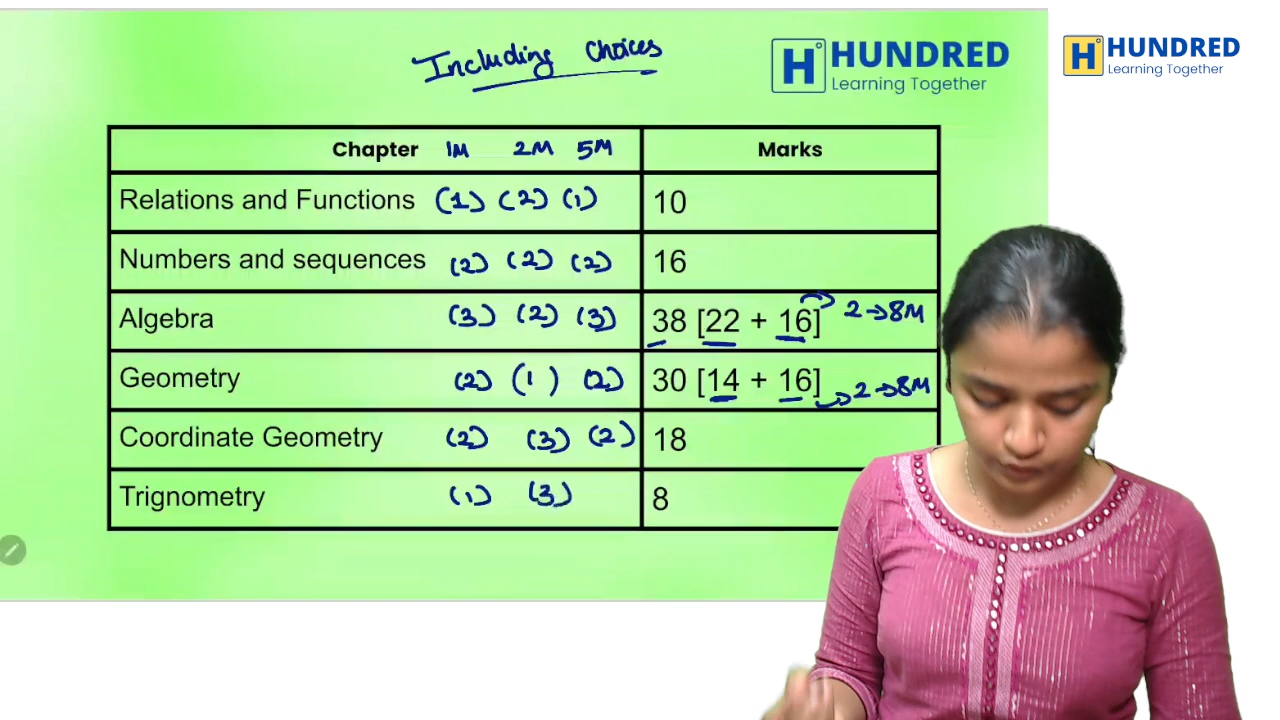 Including Choices
H° HUNDRED
Learning Together
H° HUNDRED
Learning Together
Chapter 1M 2M 5M Marks
Relations and Functions (1) (2) (1) 10
Numbers and sequences (2) (2) (2) 16
Algebra (3) (2) (3) 38 [22 + 16] 2→8M
Geometry (2) (1) (2) 30 [14 + 16] 2→8M
Coordinate Geometry (2) (3) (2) 18
Trignometry (1) (3) 8